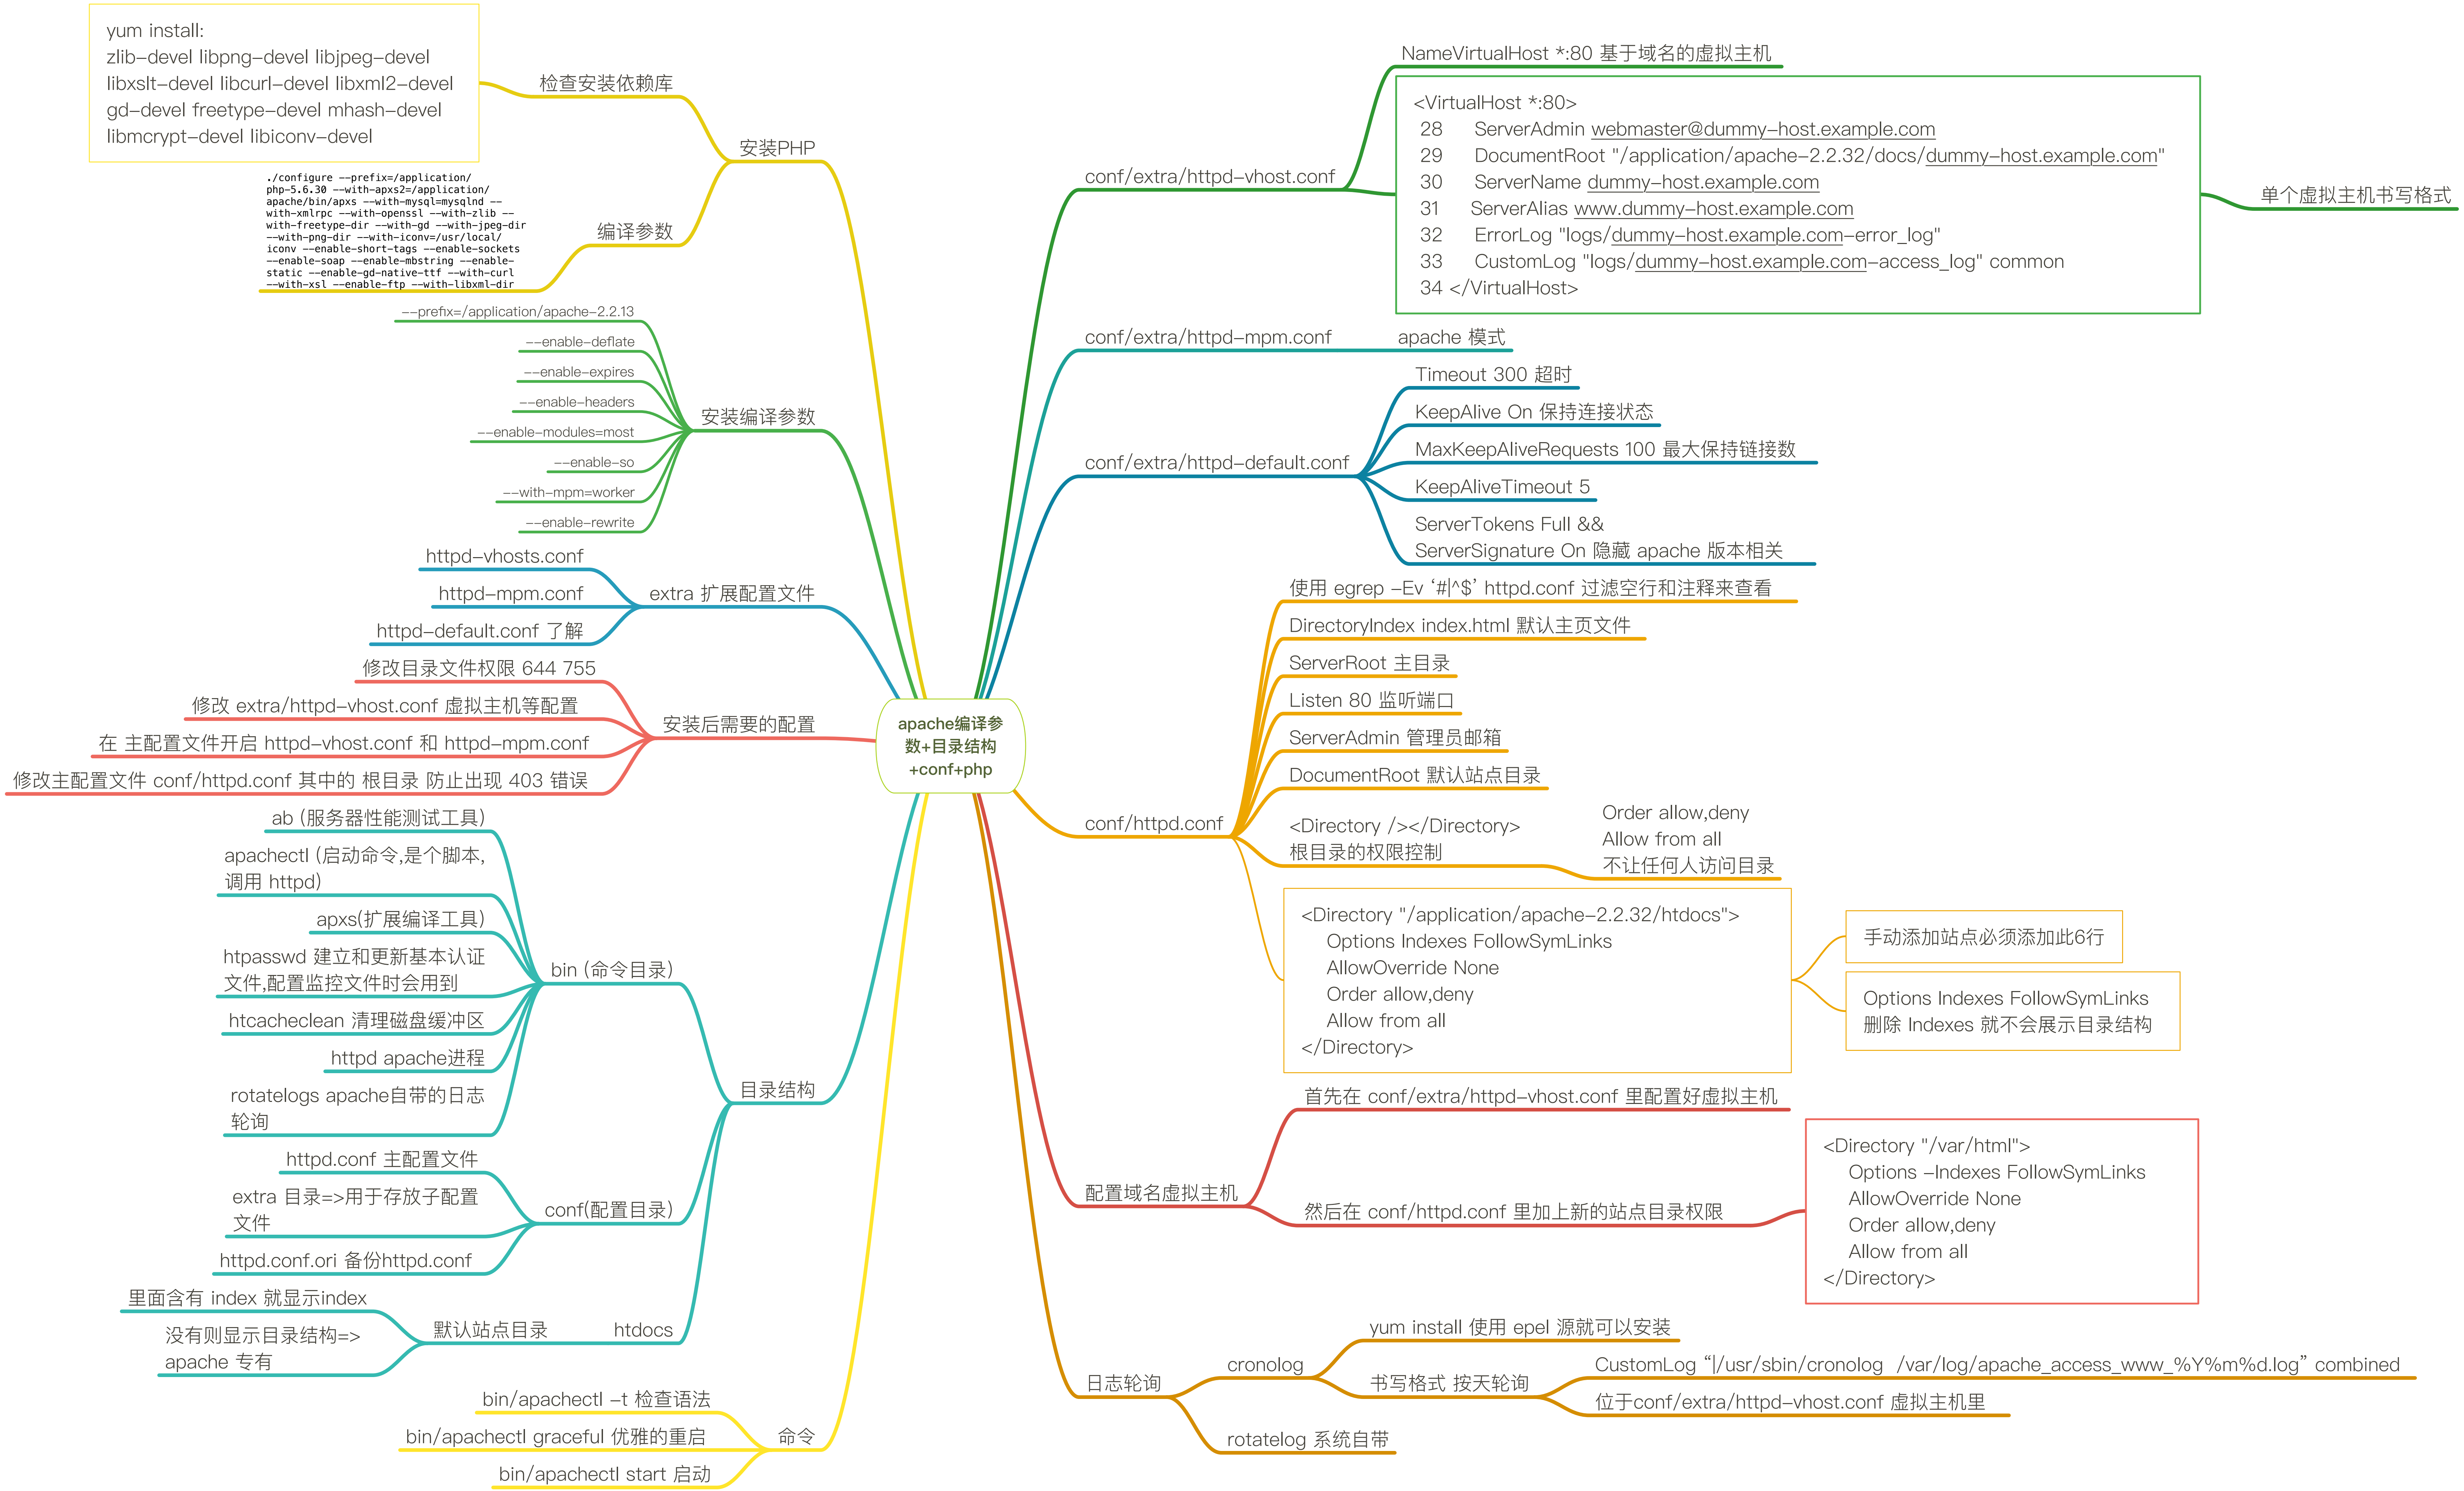 yum install:
zlib-devel libpng-devel libjpeg-devel
libxslt-devel libcurl-devel libxml2-devel
gd-devel freetype-devel mhash-devel
libmcrypt-devel libiconv-devel
检查安装依赖库
安装PHP
./configure --prefix=/application/
php-5.6.30 --with-apxs2=/application/
apache/bin/apxs --with-mysql=mysqlnd --
with-xmlrpc --with-openssl --with-zlib --
with-freetype-dir --with-gd --with-jpeg-dir
--with-png-dir --with-iconv=/usr/local/
iconv --enable-short-tags --enable-sockets
--enable-soap --enable-mbstring --enable-
static --enable-gd-native-ttf --with-curl
--with-xsl --enable-ftp --with-libxml-dir
编译参数
--prefix=/application/apache-2.2.13
--enable-deflate
--enable-expires
--enable-headers
--enable-modules=most
--enable-so
--with-mpm=worker
--enable-rewrite
安装编译参数
httpd-vhosts.conf
httpd-mpm.conf
httpd-default.conf 了解
extra 扩展配置文件
修改目录文件权限 644 755
修改 extra/httpd-vhost.conf 虚拟主机等配置
在 主配置文件开启 httpd-vhost.conf 和 httpd-mpm.conf
修改主配置文件 conf/httpd.conf 其中的 根目录 防止出现 403 错误
安装后需要的配置
apache编译参
数+目录结构
+conf+php
ab (服务器性能测试工具)
apachectl (启动命令,是个脚本,
调用 httpd)
apxs(扩展编译工具)
htpasswd 建立和更新基本认证
文件,配置监控文件时会用到
htcacheclean 清理磁盘缓冲区
httpd apache进程
rotatelogs apache自带的日志
轮询
bin (命令目录)
目录结构
httpd.conf 主配置文件
extra 目录=>用于存放子配置
文件
httpd.conf.ori 备份httpd.conf
conf(配置目录)
里面含有 index 就显示index
没有则显示目录结构=>
apache 专有
默认站点目录
htdocs
bin/apachectl -t 检查语法
bin/apachectl graceful 优雅的重启
bin/apachectl start 启动
命令
conf/extra/httpd-vhost.conf
NameVirtualHost *:80 基于域名的虚拟主机
<VirtualHost *:80>
28 ServerAdmin webmaster@dummy-host.example.com
29 DocumentRoot "/application/apache-2.2.32/docs/dummy-host.example.com"
30 ServerName dummy-host.example.com
31 ServerAlias www.dummy-host.example.com
32 ErrorLog "logs/dummy-host.example.com-error_log"
33 CustomLog "logs/dummy-host.example.com-access_log" common
34 </VirtualHost>
单个虚拟主机书写格式
conf/extra/httpd-mpm.conf
apache 模式
conf/extra/httpd-default.conf
Timeout 300 超时
KeepAlive On 保持连接状态
MaxKeepAliveRequests 100 最大保持链接数
KeepAliveTimeout 5
ServerTokens Full &&
ServerSignature On 隐藏 apache 版本相关
conf/httpd.conf
使用 egrep -Ev ‘#|^$’ httpd.conf 过滤空行和注释来查看
DirectoryIndex index.html 默认主页文件
ServerRoot 主目录
Listen 80 监听端口
ServerAdmin 管理员邮箱
DocumentRoot 默认站点目录
<Directory /></Directory>
根目录的权限控制
Order allow,deny
Allow from all
不让任何人访问目录
<Directory "/application/apache-2.2.32/htdocs">
Options Indexes FollowSymLinks
AllowOverride None
Order allow,deny
Allow from all
</Directory>
手动添加站点必须添加此6行
Options Indexes FollowSymLinks
删除 Indexes 就不会展示目录结构
配置域名虚拟主机
首先在 conf/extra/httpd-vhost.conf 里配置好虚拟主机
然后在 conf/httpd.conf 里加上新的站点目录权限
<Directory "/var/html">
Options -Indexes FollowSymLinks
AllowOverride None
Order allow,deny
Allow from all
</Directory>
日志轮询
cronolog
yum install 使用 epel 源就可以安装
书写格式 按天轮询
CustomLog “|/usr/sbin/cronolog /var/log/apache_access_www_%Y%m%d.log” combined
位于conf/extra/httpd-vhost.conf 虚拟主机里
rotatelog 系统自带